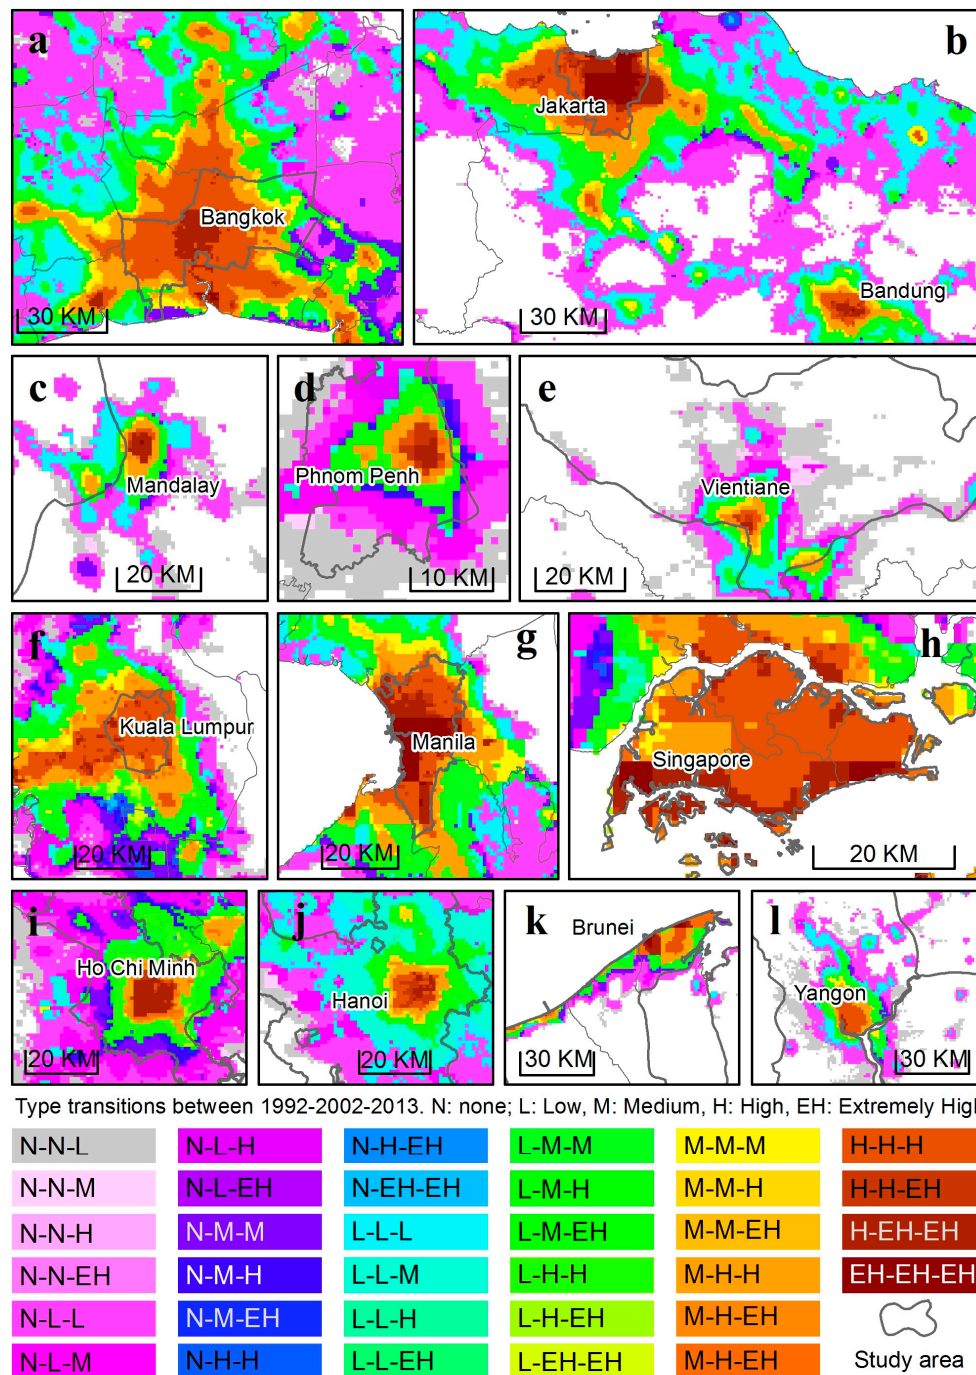 a
Bangkok
30 KM
b
Jakarta
Bandung
30 KM
c
Mandalay
20 KM
d
Phnom Penh
10 KM
e
Vientiane
20 KM
f
Kuala Lumpur
20 KM
g
Manila
20 KM
h
Singapore
20 KM
i
Ho Chi Minh
20 KM
j
Hanoi
20 KM
k
Brunei
30 KM
l
Yangon
30 KM
Type transitions between 1992-2002-2013. N: none; L: Low, M: Medium, H: High, EH: Extremely High
N-N-L N-L-H N-H-EH L-M-M M-M-M H-H-H
N-N-M N-L-EH N-EH-EH L-M-H M-M-H H-H-EH
N-N-H N-M-M L-L-L L-M-EH M-M-EH H-EH-EH
N-N-EH N-M-H L-L-M L-H-H M-H-H EH-EH-EH
N-L-L N-M-EH L-L-H L-H-EH M-H-EH
N-L-M N-H-H L-L-EH L-EH-EH M-H-EH Study area